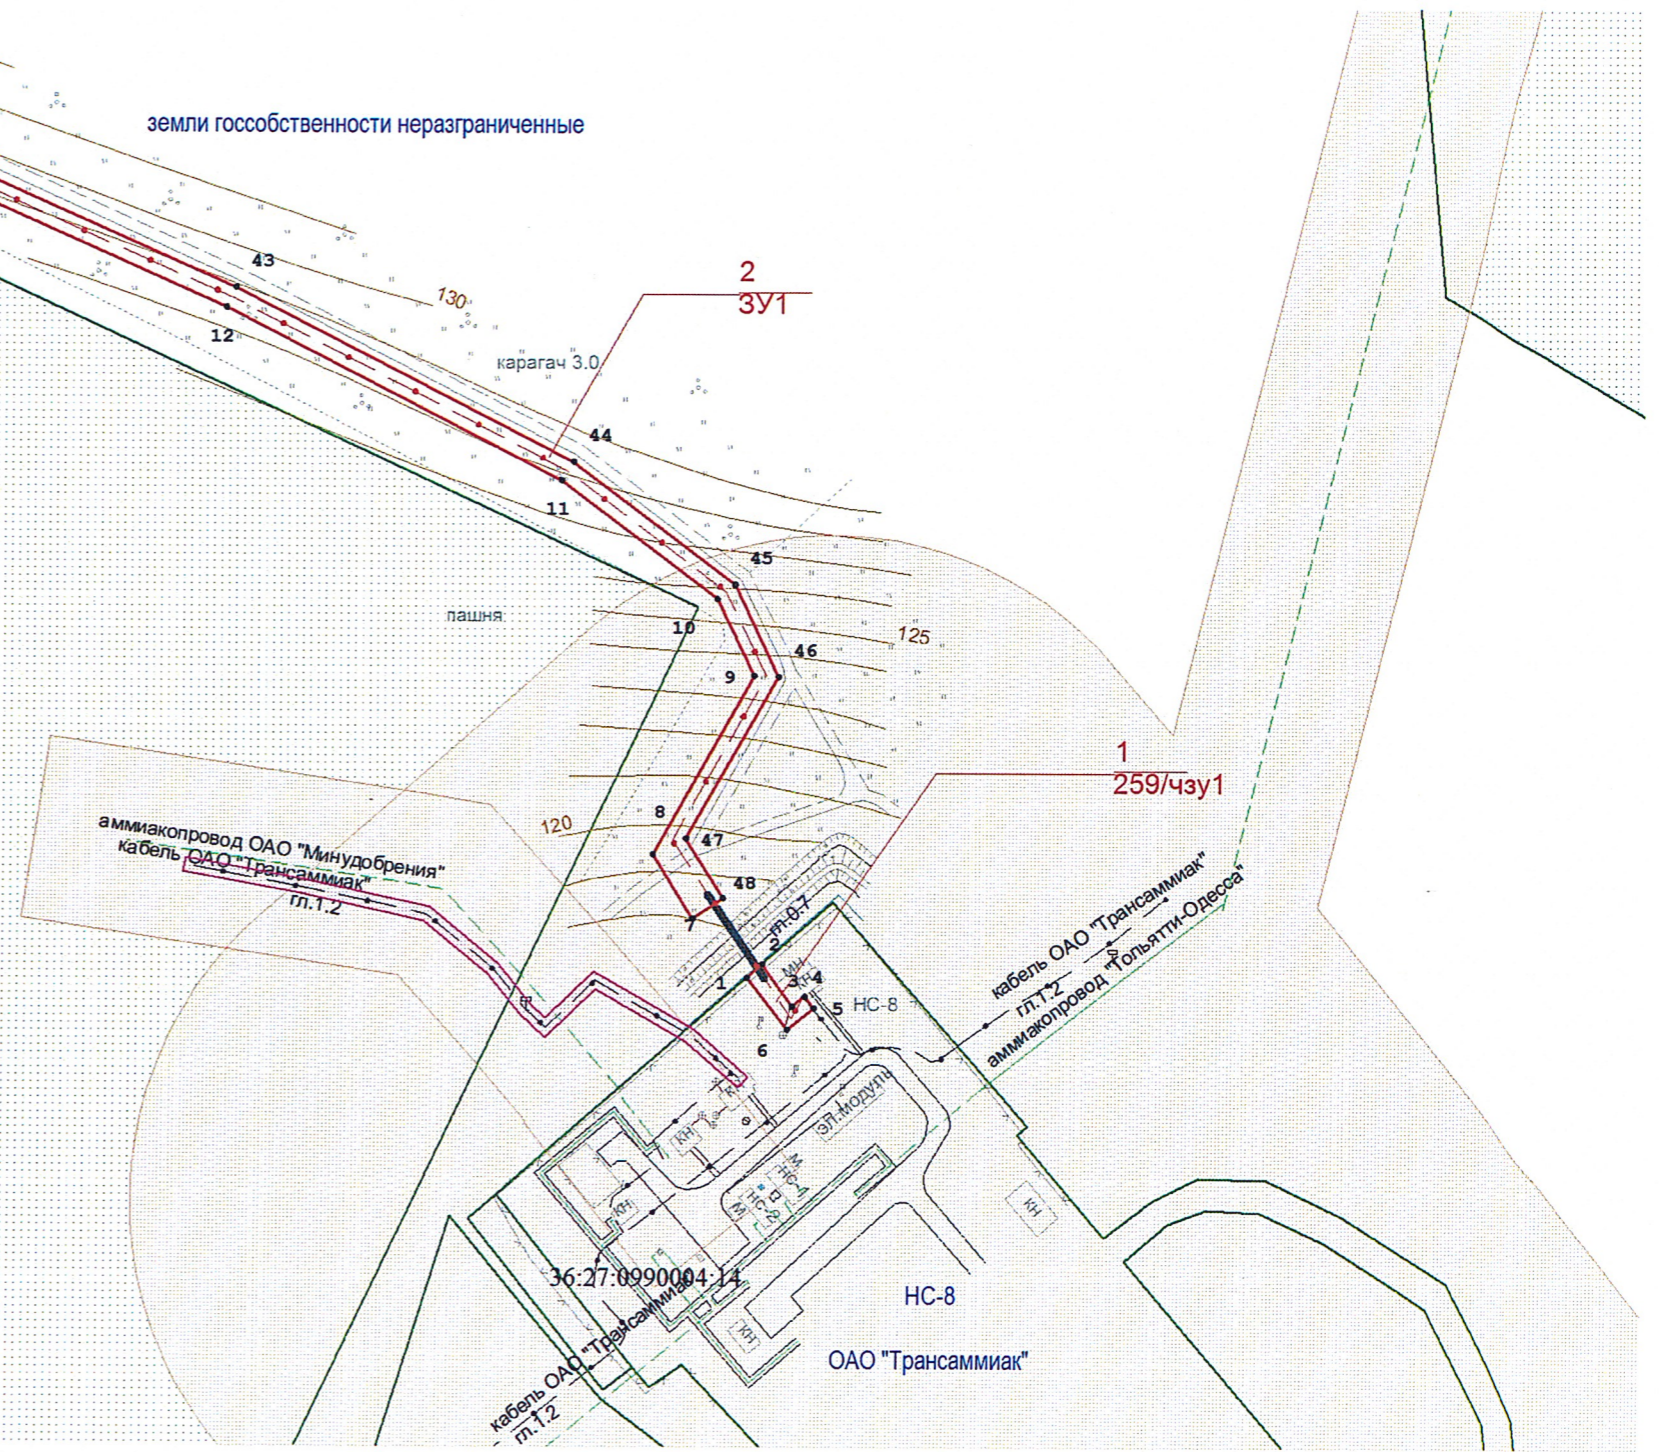 земли госсобственности неразграниченные
43
2
ЗУ1
130
12
карагач 3.0
44
11
45
пашня
10
125
46
9
1
259/чзу1
8
120
47
аммиакопровод ОАО "Минудобрения"
кабель ОАО "Трансаммиак"
гл.1.2
48
7
гл.0.7
2
кабель ОАО "Трансаммиак"
гл.1.2
аммиакопровод "Тольятти-Одесса"
1
МН
КН
3
4
5
НС-8
6
эл.модуль
КН
М
НС-1
КН
М
КН
36:27:0990004:14
НС-8
КН
ОАО "Трансаммиак"
кабель ОАО "Трансаммиак"
гл.1.2